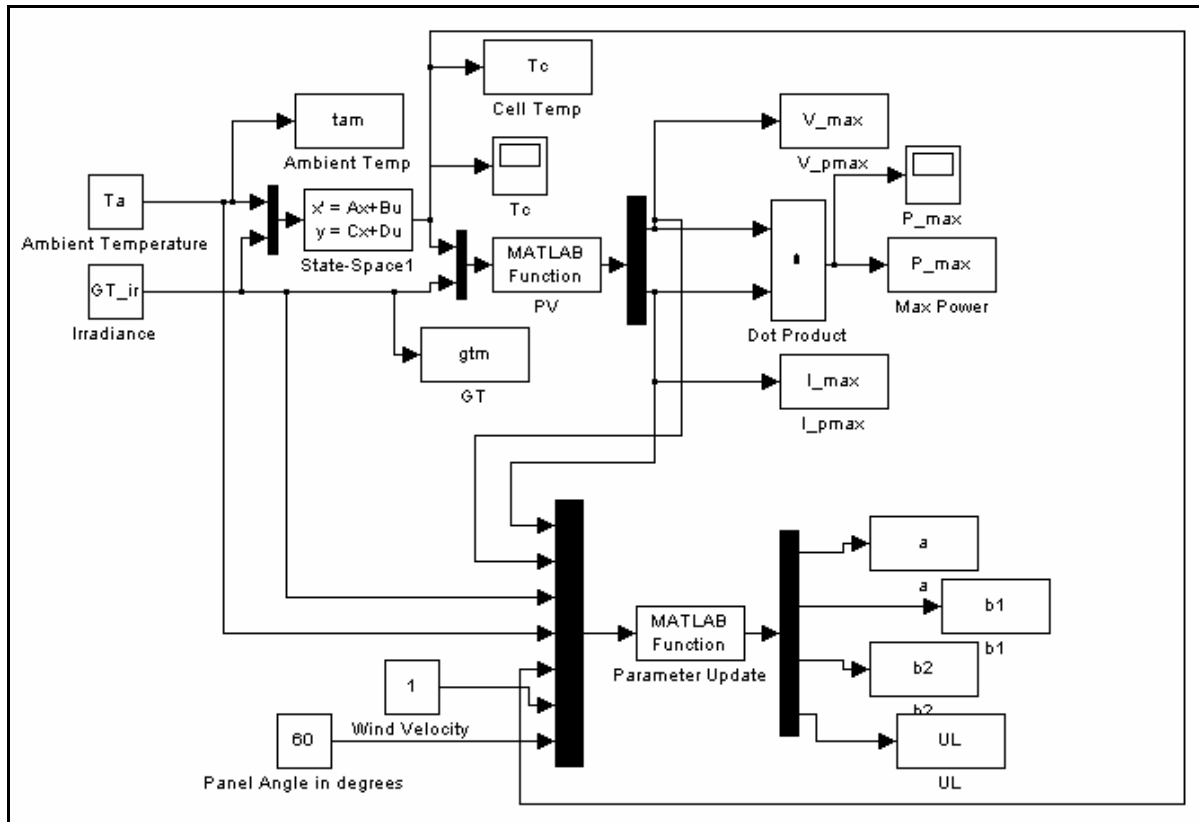 Tc
Cell Temp
tam
Ambient Temp
V_max
V_pmax
Tc
P_max
Ta
Ambient Temperature
x' = Ax+Bu
y = Cx+Du
State-Space1
MATLAB
Function
PV
P_max
Max Power
GT_ir
Irradiance
Dot Product
gtm
GT
I_max
I_pmax
a
a
b1
b1
MATLAB
Function
Parameter Update
b2
b2
1
Wind Velocity
60
Panel Angle in degrees
UL
UL